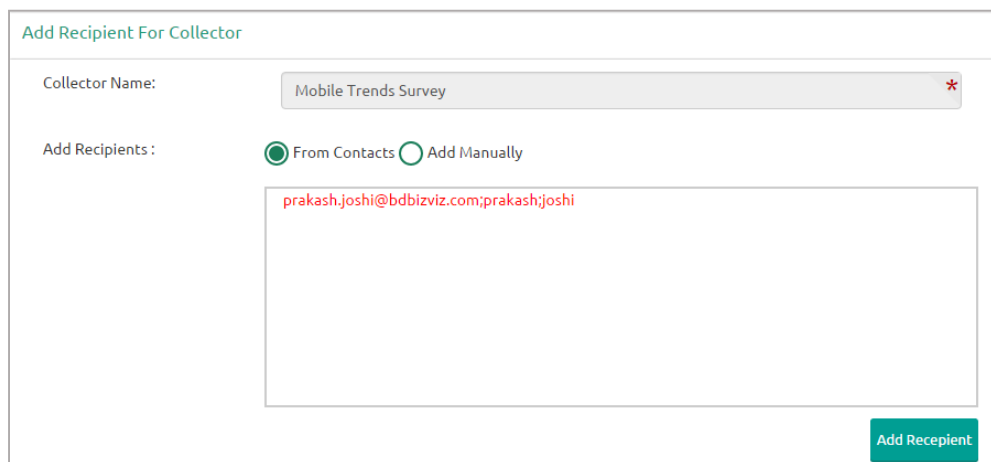 Add Recipient For Collector
Collector Name:
Mobile Trends Survey *
Add Recipients :
From Contacts Add Manually
prakash.joshi@bdbizviz.com;prakash;joshi
Add Recepient